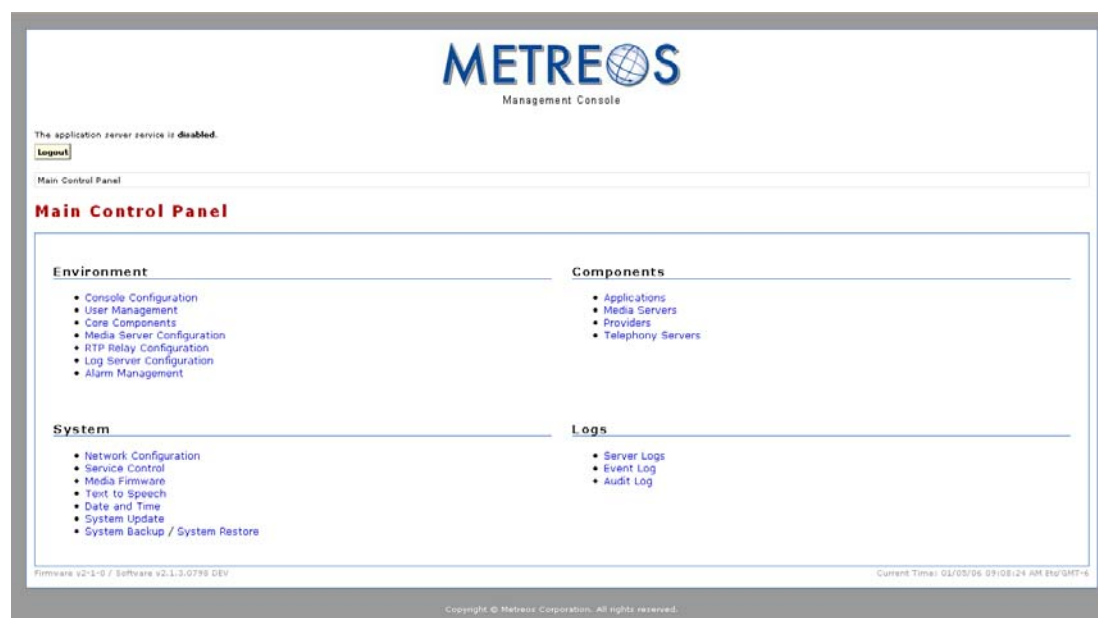 METREOS
Management Console
The application server service is disabled.
Logout
Main Control Panel
Main Control Panel
Environment
• Console Configuration
• User Management
• Core Components
• Media Server Configuration
• RTP Relay Configuration
• Log Server Configuration
• Alarm Management
Components
• Applications
• Media Servers
• Providers
• Telephony Servers
System
• Network Configuration
• Service Control
• Media Firmware
• Text to Speech
• Date and Time
• System Update
• System Backup / System Restore
Logs
• Server Logs
• Event Log
• Audit Log
Firmware v2-1-0 / Software v2.1.3.0798 DEV
Current Time: 01/05/06 09:08:24 AM Etc/GMT-6
Copyright © Metreos Corporation. All rights reserved.